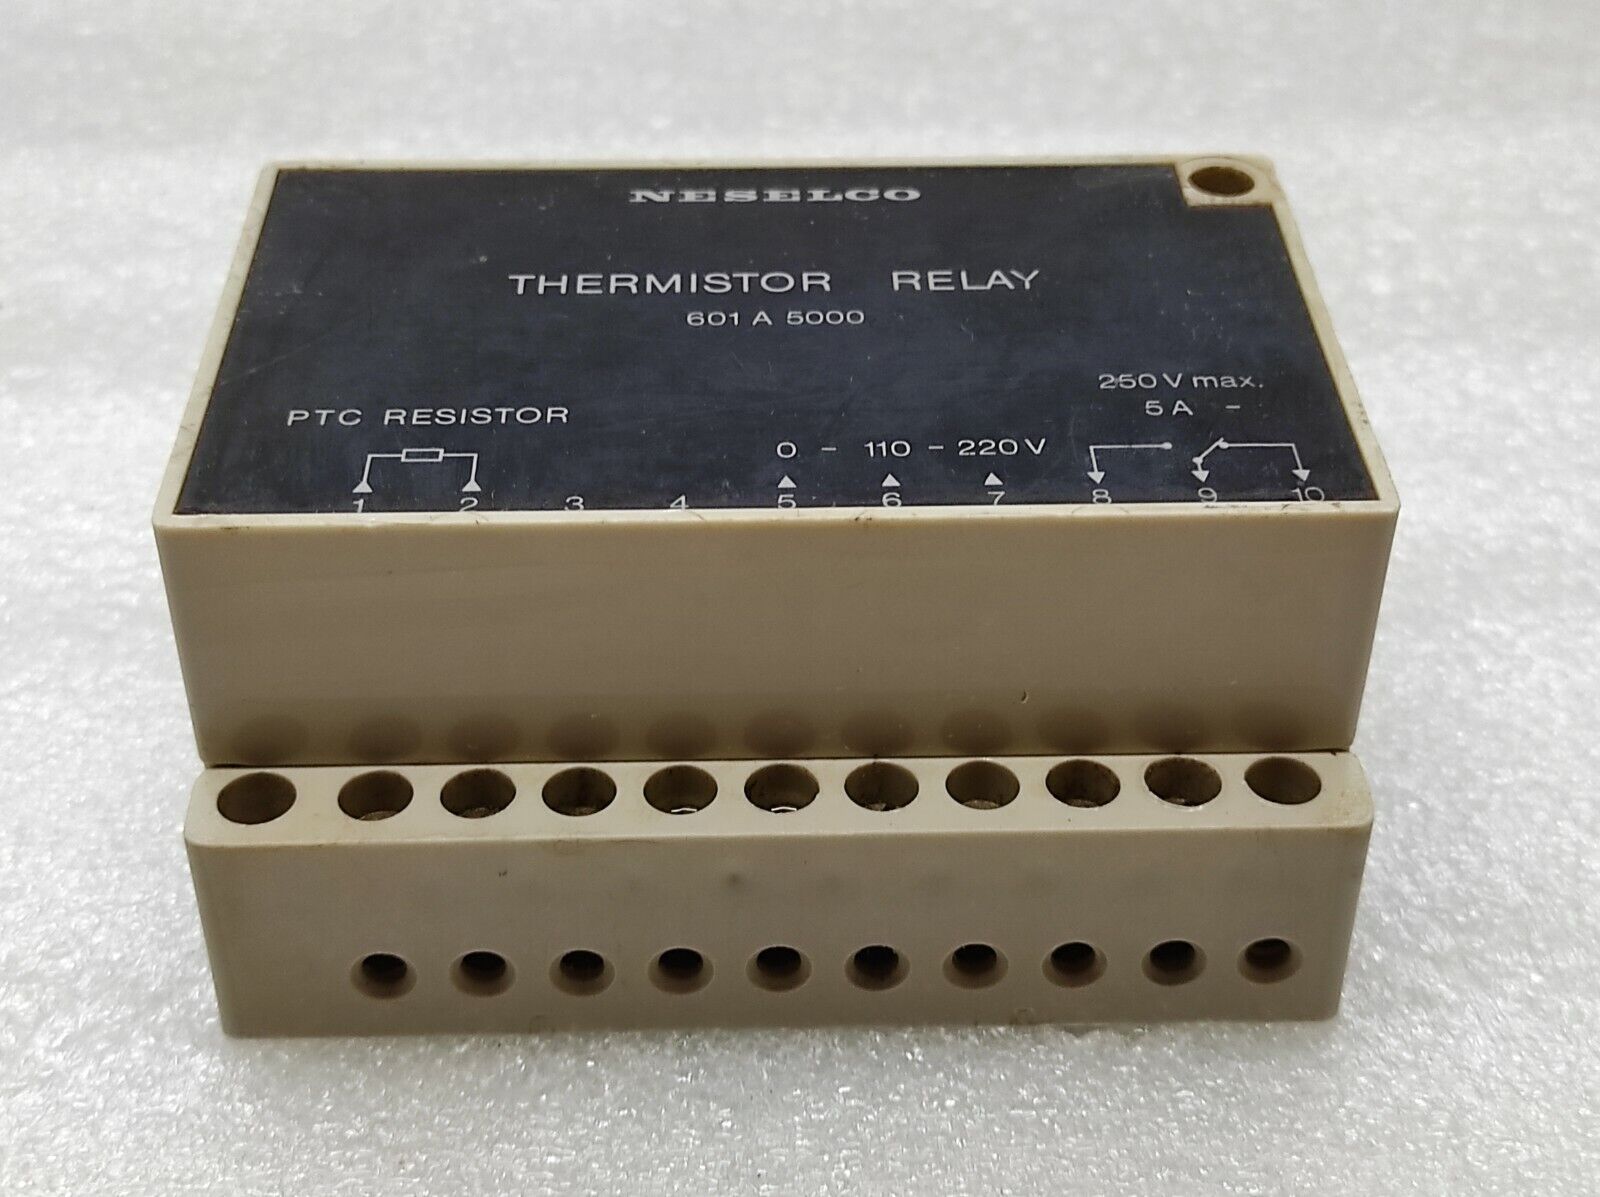 NESELCO
THERMISTOR RELAY
601 A 5000
250 V max.
5 A –
PTC RESISTOR
0 – 110 – 220 V
1 2 3 4 5 6 7 8 9 10